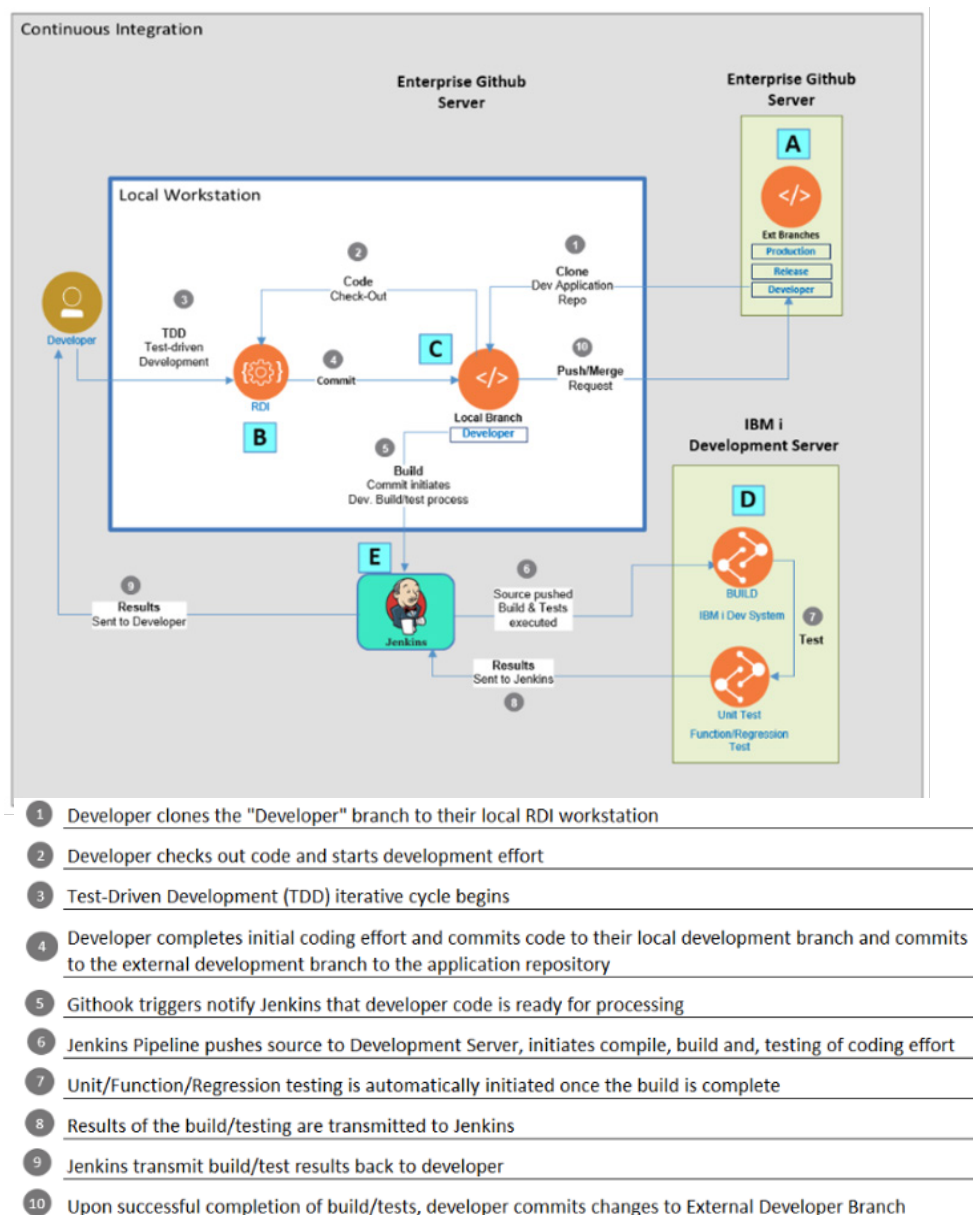 Continuous Integration
Enterprise Github
Server
Enterprise Github
Server
A
</>
Ext Branches
Production
Release
Developer
Local Workstation
1
Clone
Dev Application
Repo
2
Code
Check-Out
3
TDD
Test-driven
Development
Developer
4
Commit
{ }
RDI
B
C
</>
Local Branch
Developer
10
Push/Merge
Request
5
Build
Commit initiates
Dev. Build/test process
IBM i
Development Server
D
BUILD
IBM i Dev System
7
Test
Unit Test
Function/Regression
Test
E
Jenkins
6
Source pushed
Build & Tests
executed
Results
Sent to Jenkins
8
9
Results
Sent to Developer
1 Developer clones the "Developer" branch to their local RDI workstation
2 Developer checks out code and starts development effort
3 Test-Driven Development (TDD) iterative cycle begins
4 Developer completes initial coding effort and commits code to their local development branch and commits
to the external development branch to the application repository
5 Githook triggers notify Jenkins that developer code is ready for processing
6 Jenkins Pipeline pushes source to Development Server, initiates compile, build and, testing of coding effort
7 Unit/Function/Regression testing is automatically initiated once the build is complete
8 Results of the build/testing are transmitted to Jenkins
9 Jenkins transmit build/test results back to developer
10 Upon successful completion of build/tests, developer commits changes to External Developer Branch